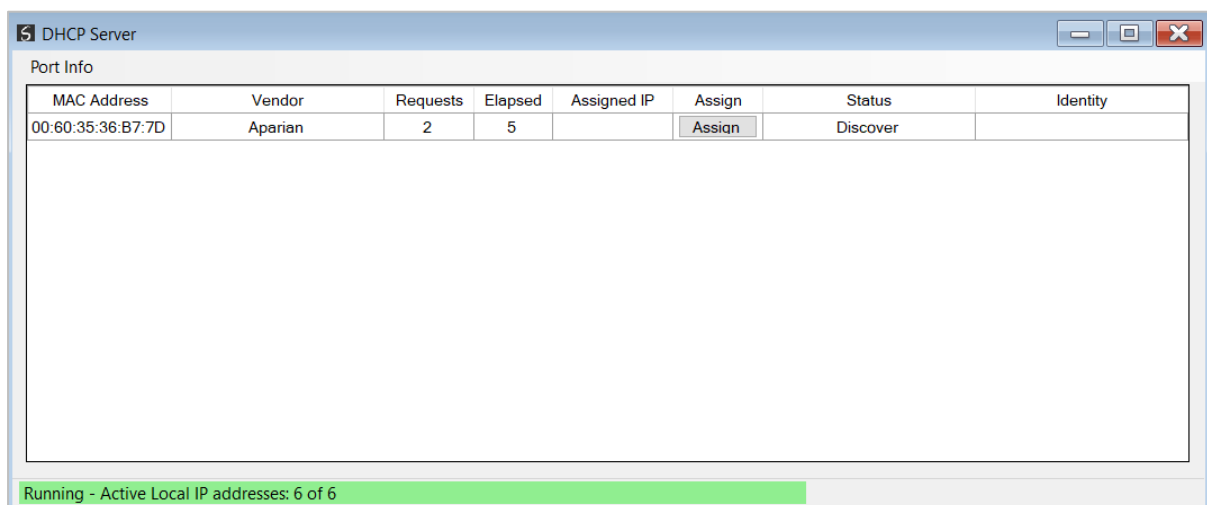 DHCP Server
Port Info
MAC Address Vendor Requests Elapsed Assigned IP Assign Status Identity
00:60:35:36:B7:7D Aparian 2 5 Assign Discover
Running - Active Local IP addresses: 6 of 6